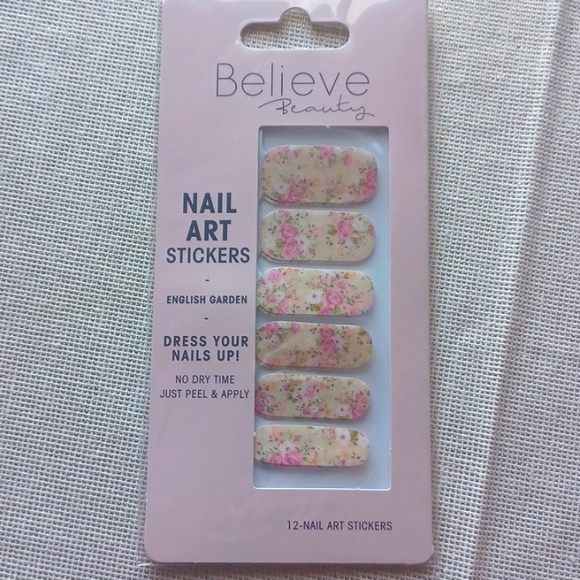 Believe
Beauty
NAIL
ART
STICKERS
-
ENGLISH GARDEN
-
DRESS YOUR
NAILS UP!
NO DRY TIME
JUST PEEL & APPLY
12-NAIL ART STICKERS